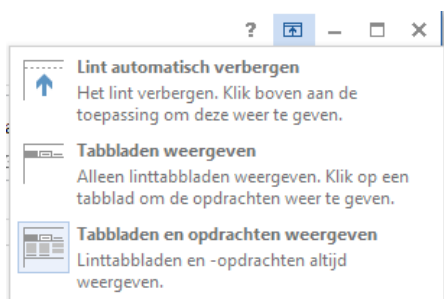 ?
Lint automatisch verbergen
Het lint verbergen. Klik boven aan de
toepassing om deze weer te geven.
Tabbladen weergeven
Alleen linttabbladen weergeven. Klik op een
tabblad om de opdrachten weer te geven.
Tabbladen en opdrachten weergeven
Linttabbladen en -opdrachten altijd
weergeven.